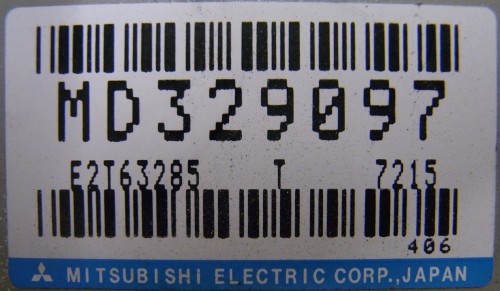 MD329097
E2T63285 T 7215
406
MITSUBISHI ELECTRIC CORP.,JAPAN